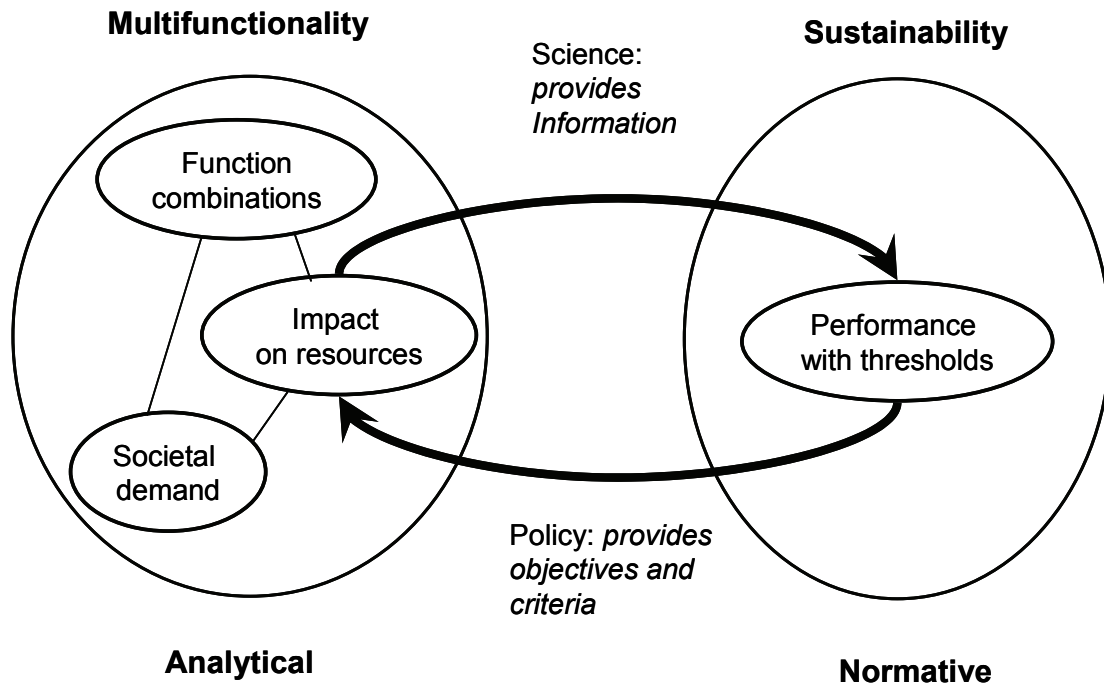 Multifunctionality
Sustainability
Science:
provides
Information
Function
combinations
Impact
on resources
Performance
with thresholds
Societal
demand
Policy: provides
objectives and
criteria
Analytical
Normative